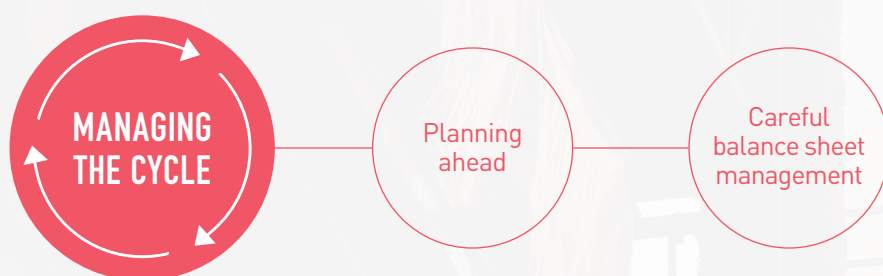 MANAGING
THE CYCLE
Planning
ahead
Careful
balance sheet
management